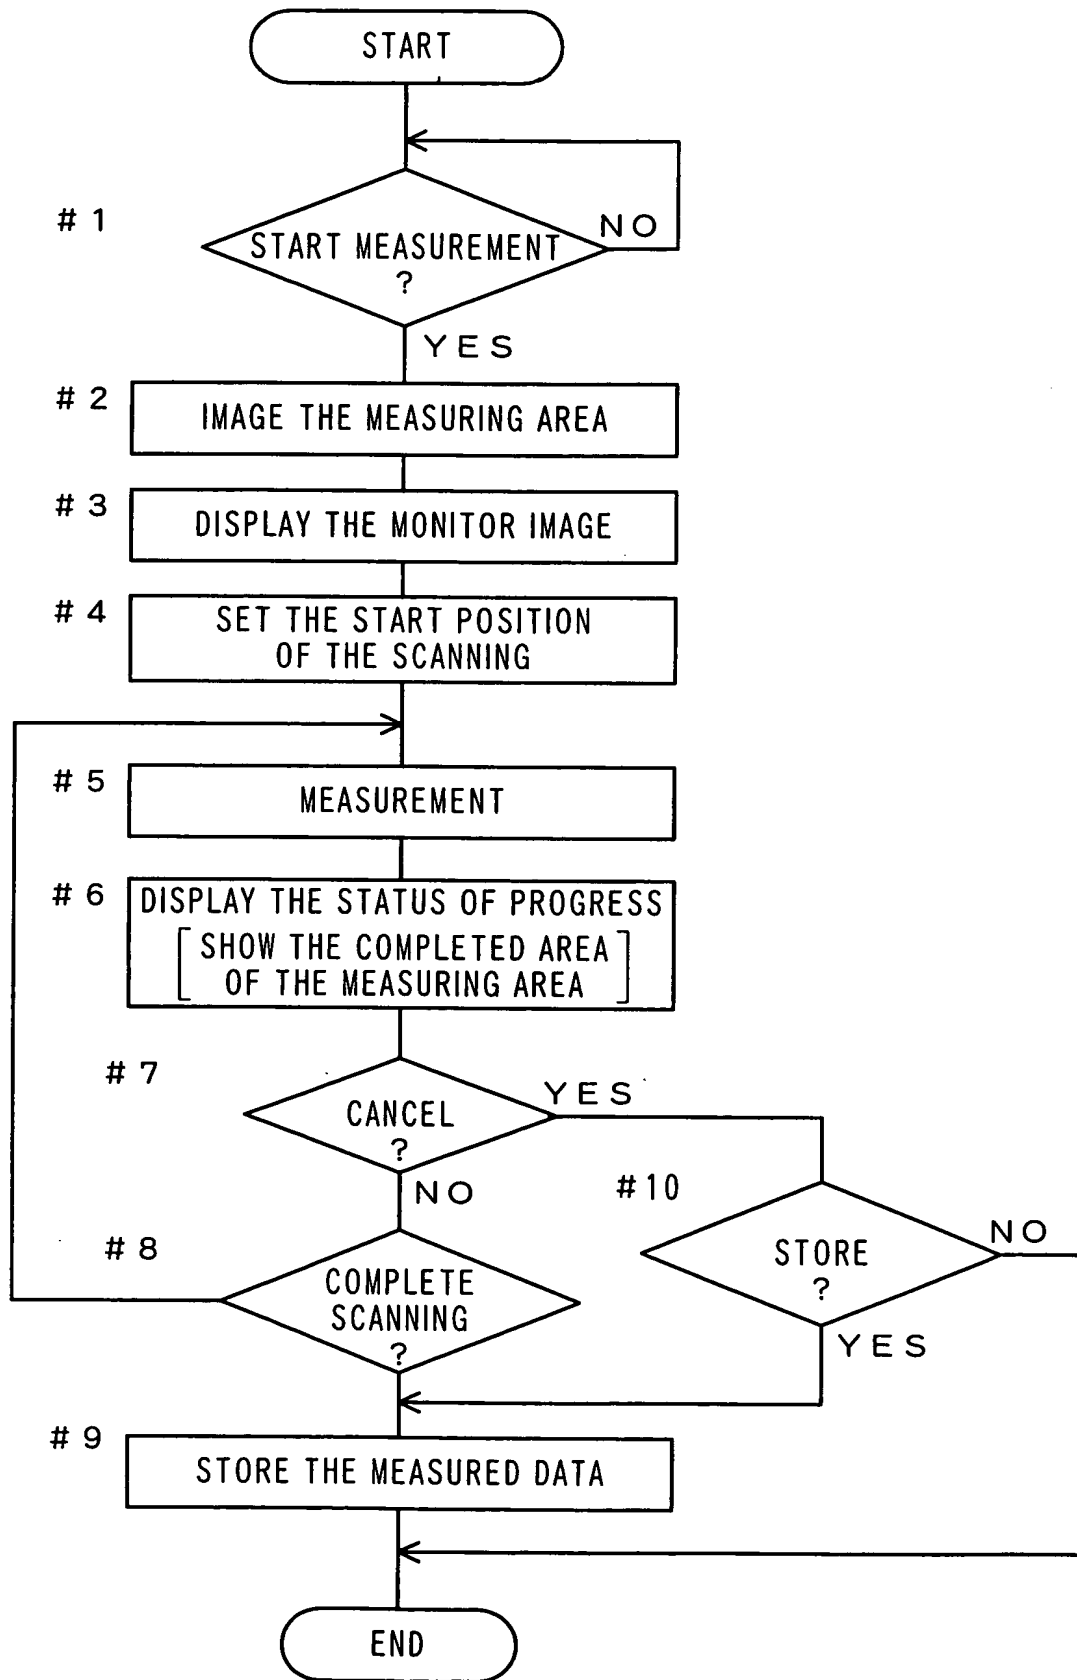 START
# 1
NO
START MEASUREMENT
?
YES
# 2
IMAGE THE MEASURING AREA
# 3
DISPLAY THE MONITOR IMAGE
# 4
SET THE START POSITION
OF THE SCANNING
# 5
MEASUREMENT
# 6
DISPLAY THE STATUS OF PROGRESS
[ SHOW THE COMPLETED AREA
OF THE MEASURING AREA ]
# 7
YES
CANCEL
?
NO
#10
# 8
NO
STORE
?
COMPLETE
SCANNING
?
YES
# 9
STORE THE MEASURED DATA
END